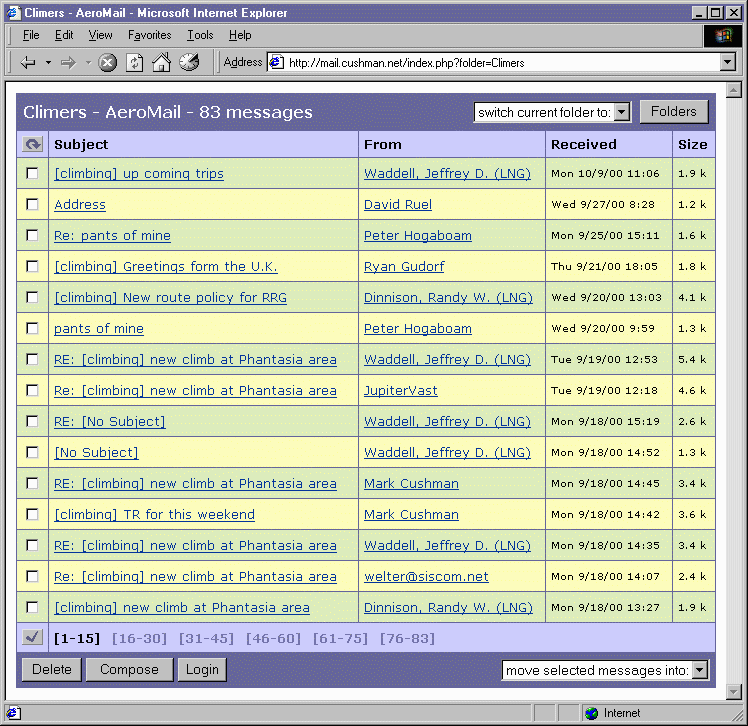 Climers - AeroMail - Microsoft Internet Explorer
File Edit View Favorites Tools Help
Address http://mail.cushman.net/index.php?folder=Climers
Climers - AeroMail - 83 messages switch current folder to: Folders
Subject From Received Size
[climbing] up coming trips Waddell, Jeffrey D. (LNG) Mon 10/9/00 11:06 1.9 k
Address David Ruel Wed 9/27/00 8:28 1.2 k
Re: pants of mine Peter Hogaboam Mon 9/25/00 15:11 1.6 k
[climbing] Greetings form the U.K. Ryan Gudorf Thu 9/21/00 18:05 1.8 k
[climbing] New route policy for RRG Dinnison, Randy W. (LNG) Wed 9/20/00 13:03 4.1 k
pants of mine Peter Hogaboam Wed 9/20/00 9:59 1.3 k
RE: [climbing] new climb at Phantasia area Waddell, Jeffrey D. (LNG) Tue 9/19/00 12:53 5.4 k
Re: [climbing] new climb at Phantasia area JupiterVast Tue 9/19/00 12:18 4.6 k
RE: [No Subject] Waddell, Jeffrey D. (LNG) Mon 9/18/00 15:19 2.6 k
[No Subject] Waddell, Jeffrey D. (LNG) Mon 9/18/00 14:52 1.3 k
RE: [climbing] new climb at Phantasia area Mark Cushman Mon 9/18/00 14:45 3.4 k
[climbing] TR for this weekend Mark Cushman Mon 9/18/00 14:42 3.6 k
RE: [climbing] new climb at Phantasia area Waddell, Jeffrey D. (LNG) Mon 9/18/00 14:35 3.4 k
Re: [climbing] new climb at Phantasia area welter@siscom.net Mon 9/18/00 14:07 2.4 k
[climbing] new climb at Phantasia area Dinnison, Randy W. (LNG) Mon 9/18/00 13:27 1.9 k
[1-15] [16-30] [31-45] [46-60] [61-75] [76-83]
Delete Compose Login move selected messages into:
Internet